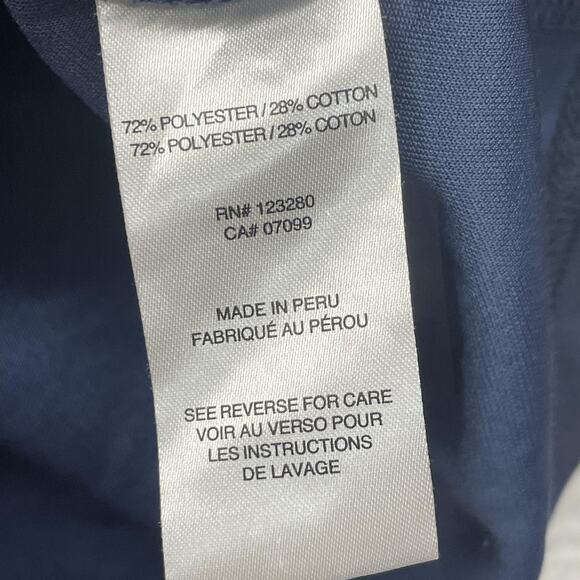 72% POLYESTER / 28% COTTON
72% POLYESTER / 28% COTON
RN# 123280
CA# 07099
MADE IN PERU
FABRIQUÉ AU PÉROU
SEE REVERSE FOR CARE
VOIR AU VERSO POUR
LES INSTRUCTIONS
DE LAVAGE